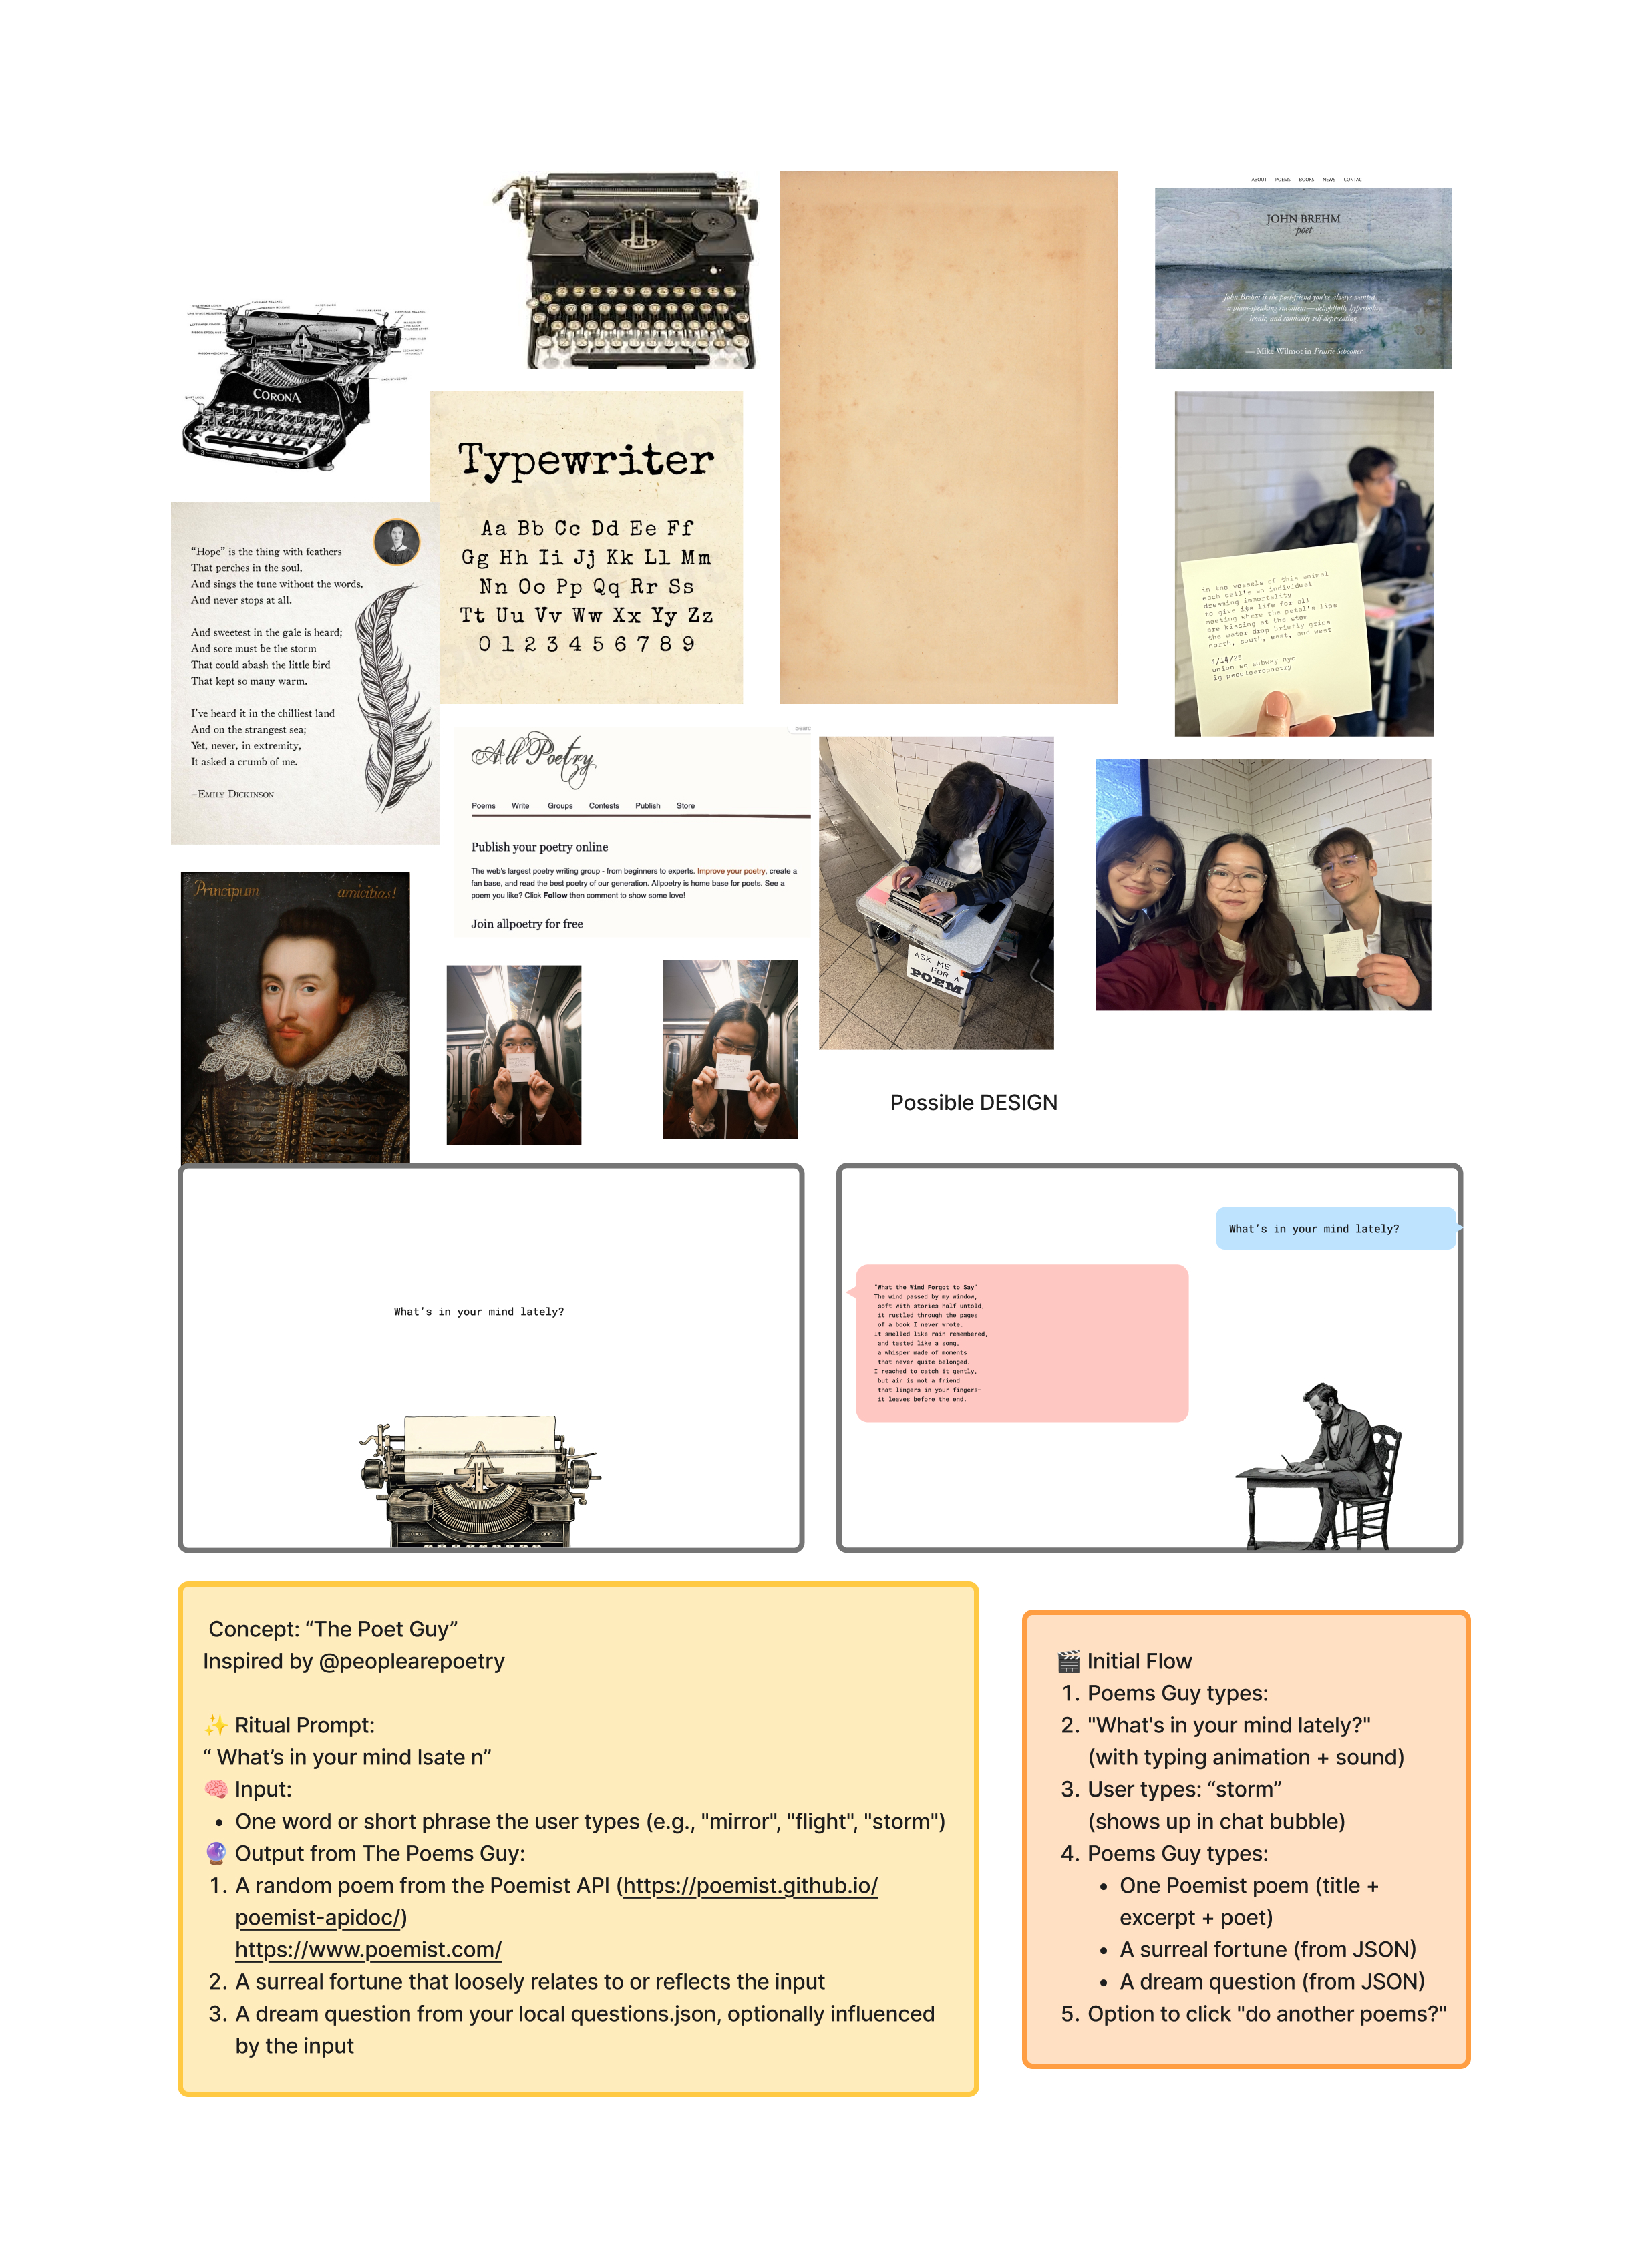 CORONA
Typewriter
Aa Bb Cc Dd Ee Ff
Gg Hh Ii Jj Kk Ll Mm
Nn Oo Pp Qq Rr Ss
Tt Uu Vv Ww Xx Yy Zz
0 1 2 3 4 5 6 7 8 9
ABOUT POEMS BOOKS NEWS CONTACT
JOHN BREHM
poet
John Brehm is the poet-friend you've always wanted. . .
a plain-speaking raconteur—delightfully hyperbolic,
ironic, and comically self-deprecating.
— Mike Wilmot in Prairie Schooner
“Hope” is the thing with feathers
That perches in the soul,
And sings the tune without the words,
And never stops at all.
And sweetest in the gale is heard;
And sore must be the storm
That could abash the little bird
That kept so many warm.
I’ve heard it in the chilliest land
And on the strangest sea;
Yet, never, in extremity,
It asked a crumb of me.
–Emily Dickinson
in the vessels of this animal
each cell's an individual
dreaming immortality
to give its life for all
meeting where the petal's lips
are kissing at the stem
the water drop briefly grips
north, south, east, and west
4/18/25
union sq subway nyc
ig peoplearepoetry
Searc
All Poetry
Poems Write Groups Contests Publish Store
Publish your poetry online
The web's largest poetry writing group - from beginners to experts. Improve your poetry, create a
fan base, and read the best poetry of our generation. Allpoetry is home base for poets. See a
poem you like? Click Follow then comment to show some love!
Join allpoetry for free
ASK ME
FOR A
POEM
Principum amicitias!
Possible DESIGN
What’s in your mind lately?
What’s in your mind lately?
"What the Wind Forgot to Say"
The wind passed by my window,
soft with stories half-untold,
it rustled through the pages
of a book I never wrote.
It smelled like rain remembered,
and tasted like a song,
a whisper made of moments
that never quite belonged.
I reached to catch it gently,
but air is not a friend
that lingers in your fingers—
it leaves before the end.
Concept: “The Poet Guy”
Inspired by @peoplearepoetry
✨ Ritual Prompt:
“ What’s in your mind lsate n”
🧠 Input:
• One word or short phrase the user types (e.g., "mirror", "flight", "storm")
🔮 Output from The Poems Guy:
1. A random poem from the Poemist API (https://poemist.github.io/
poemist-apidoc/)
https://www.poemist.com/
2. A surreal fortune that loosely relates to or reflects the input
3. A dream question from your local questions.json, optionally influenced
by the input
🎬 Initial Flow
1. Poems Guy types:
2. "What's in your mind lately?"
(with typing animation + sound)
3. User types: “storm”
(shows up in chat bubble)
4. Poems Guy types:
• One Poemist poem (title +
excerpt + poet)
• A surreal fortune (from JSON)
• A dream question (from JSON)
5. Option to click "do another poems?"